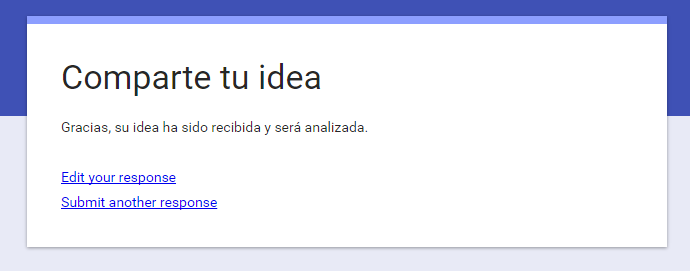 Comparte tu idea
Gracias, su idea ha sido recibida y será analizada.
Edit your response
Submit another response